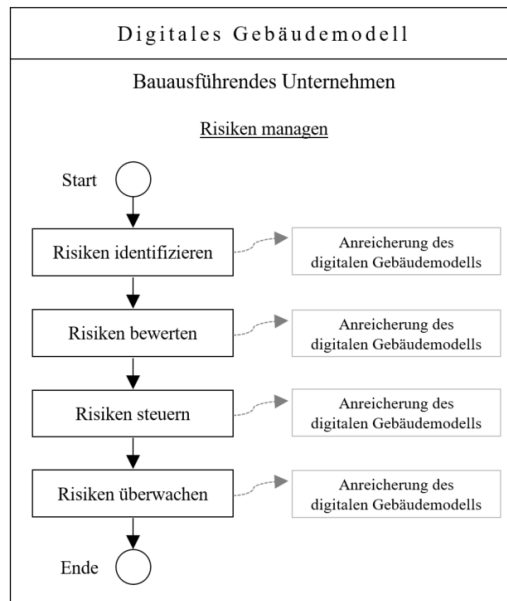 Digitales Gebäudemodell
Bauausführendes Unternehmen
Risiken managen
Start
Risiken identifizieren
Anreicherung des
digitalen Gebäudemodells
Risiken bewerten
Anreicherung des
digitalen Gebäudemodells
Risiken steuern
Anreicherung des
digitalen Gebäudemodells
Risiken überwachen
Anreicherung des
digitalen Gebäudemodells
Ende